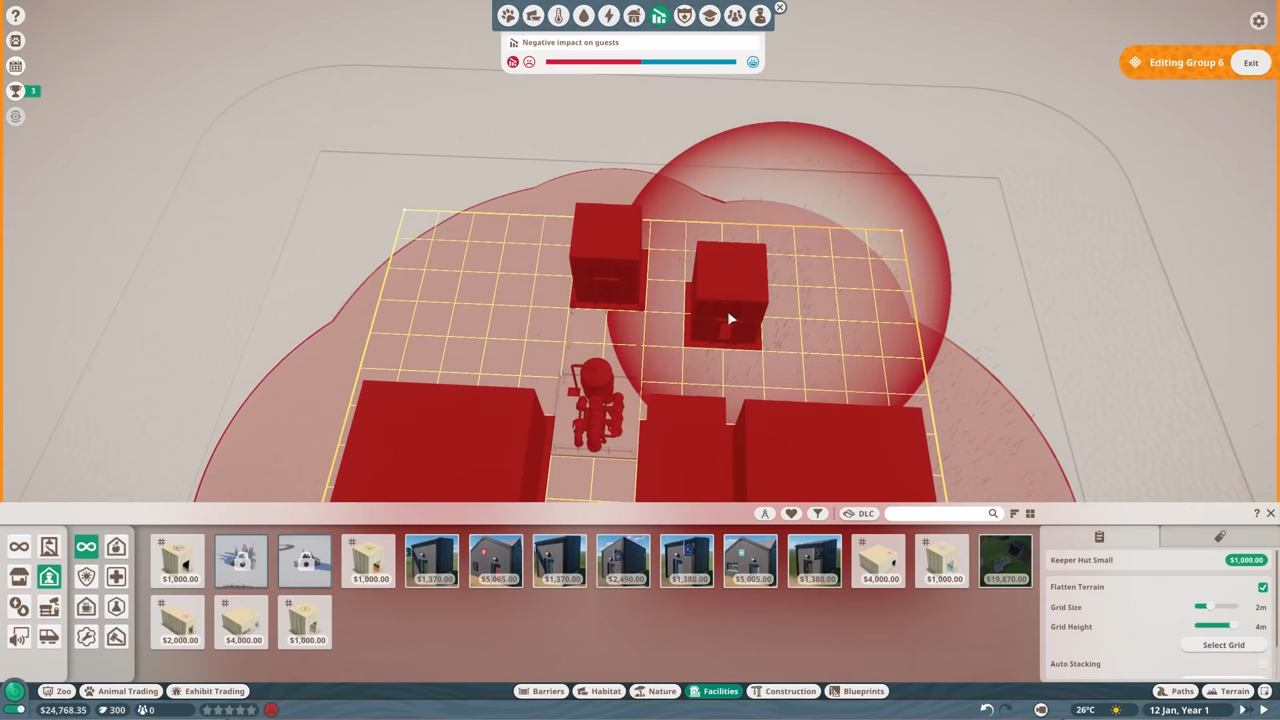 ?
Negative impact on guests
Editing Group 6
Exit
3
DLC
?
# $1,000.00
# $1,000.00
$1,370.00
$5,065.00
$1,370.00
$2,490.00
$1,380.00
$5,005.00
$1,380.00
# $4,000.00
# $1,000.00
$19,870.00
# $2,000.00
# $4,000.00
# $1,000.00
Keeper Hut Small
$1,000.00
Flatten Terrain
Grid Size
2m
Grid Height
4m
Select Grid
Auto Stacking
Zoo
Animal Trading
Exhibit Trading
Barriers
Habitat
Nature
Facilities
Construction
Blueprints
Paths
Terrain
$24,768.35
300
0
26°C
12 Jan, Year 1